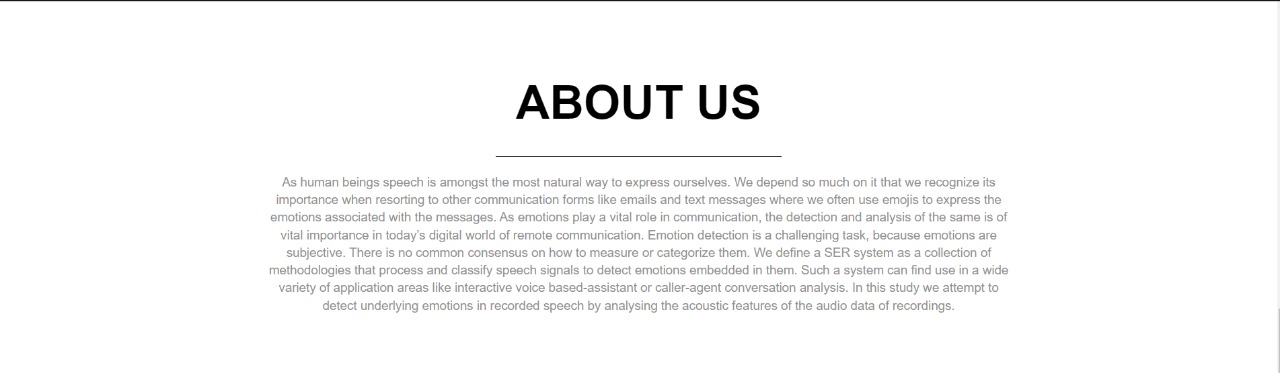 ABOUT US
As human beings speech is amongst the most natural way to express ourselves. We depend so much on it that we recognize its
importance when resorting to other communication forms like emails and text messages where we often use emojis to express the
emotions associated with the messages. As emotions play a vital role in communication, the detection and analysis of the same is of
vital importance in today's digital world of remote communication. Emotion detection is a challenging task, because emotions are
subjective. There is no common consensus on how to measure or categorize them. We define a SER system as a collection of
methodologies that process and classify speech signals to detect emotions embedded in them. Such a system can find use in a wide
variety of application areas like interactive voice based-assistant or caller-agent conversation analysis. In this study we attempt to
detect underlying emotions in recorded speech by analysing the acoustic features of the audio data of recordings.